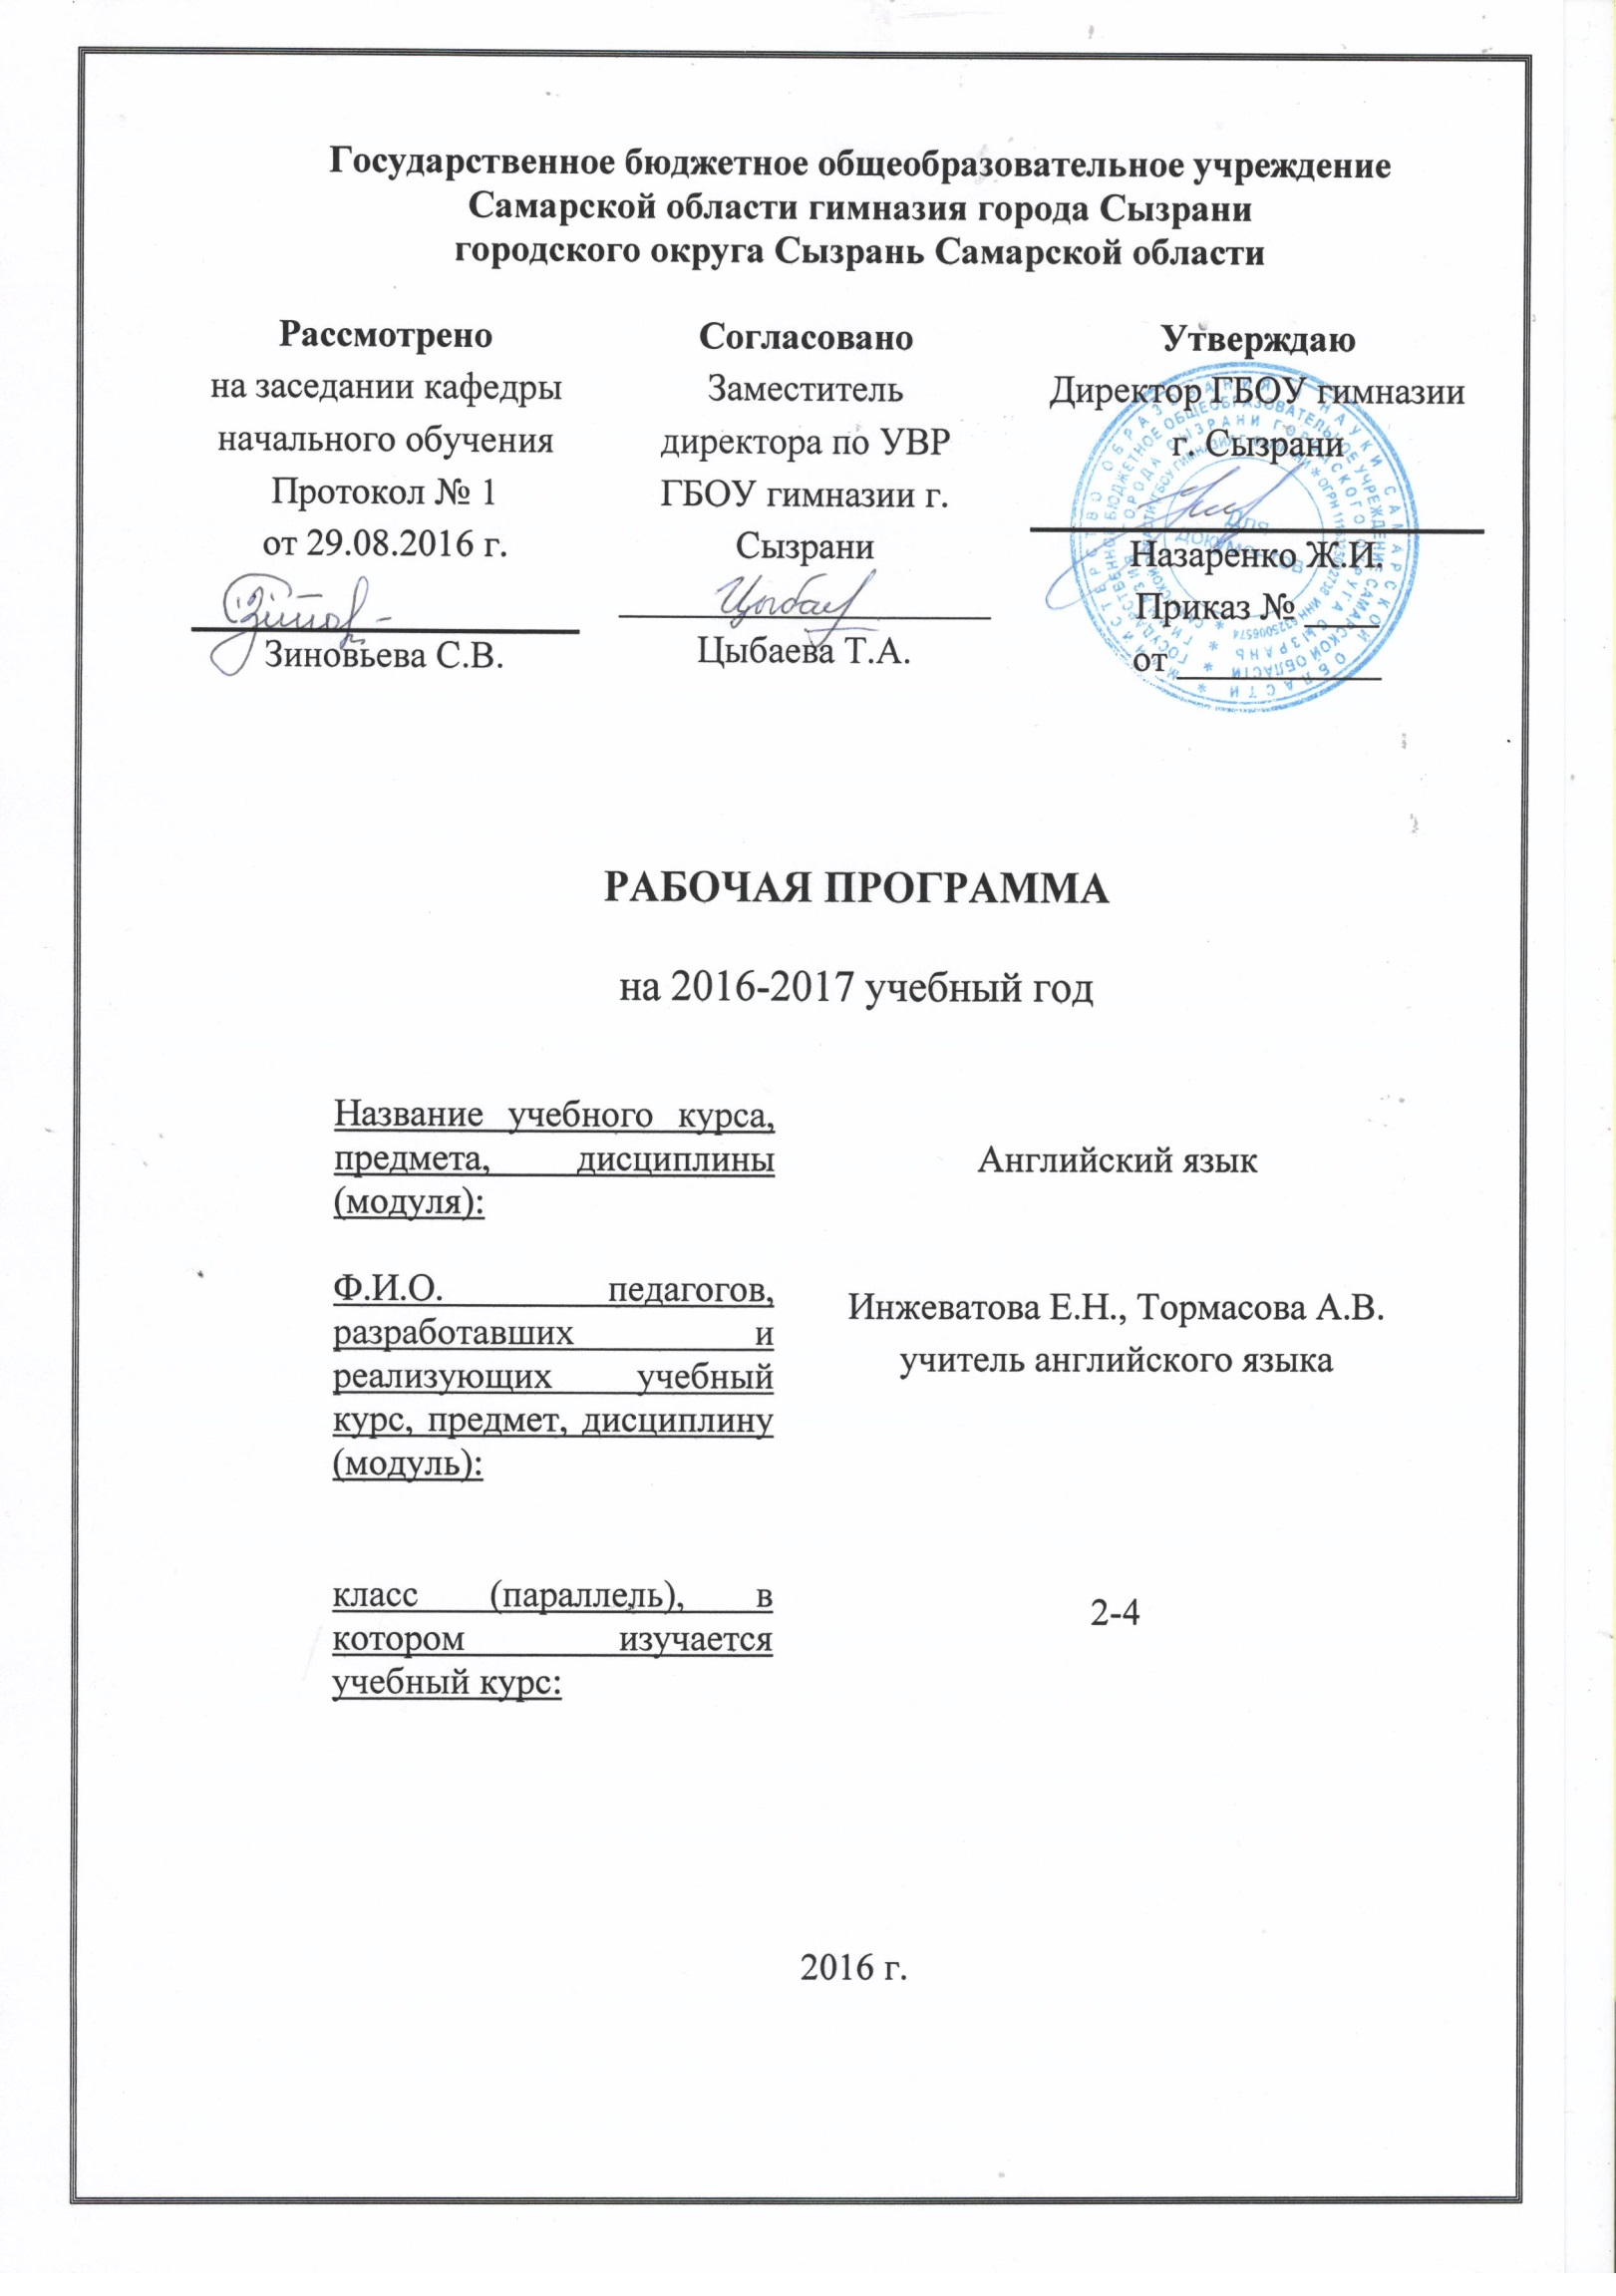 Государственное бюджетное общеобразовательное учреждение
Самарской области гимназия города Сызрани
городского округа Сызрань Самарской области
Рассмотрено
на заседании кафедры
начального обучения
Протокол № 1
от 29.08.2016 г.
Зиновьева С.В.
Согласовано
Заместитель
директора по УВР
ГБОУ гимназии г.
Сызрани
Цыбаева Т.А.
Утверждаю
Директор ГБОУ гимназии
г. Сызрани
Назаренко Ж.И.
Приказ № ____
от ___________
Для
документов
РАБОЧАЯ ПРОГРАММА
на 2016-2017 учебный год
Название учебного курса,
предмета, дисциплины
(модуля):
Английский язык
Ф.И.О. педагогов,
разработавших и
реализующих учебный
курс, предмет, дисциплину
(модуль):
Инжеватова Е.Н., Тормасова А.В.
учитель английского языка
класс (параллель), в
котором изучается
учебный курс:
2-4
2016 г.